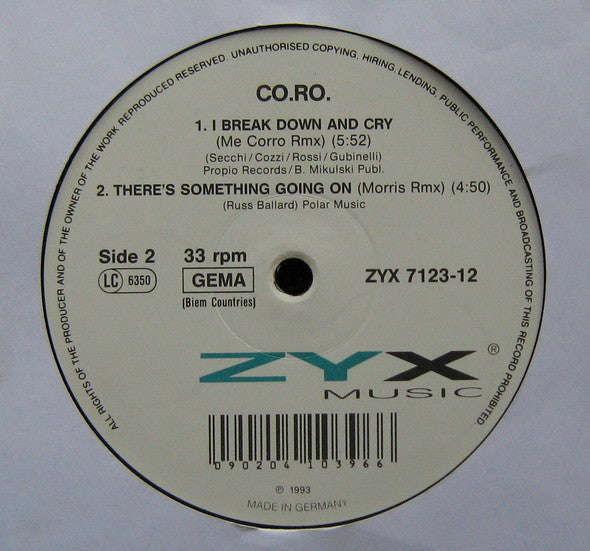 ALL RIGHTS OF THE PRODUCER AND OF THE OWNER OF THE WORK REPRODUCED RESERVED. UNAUTHORISED COPYING, HIRING, LENDING, PUBLIC PERFORMANCE AND BROADCASTING OF THIS RECORD PROHIBITED.
CO.RO.
1. I BREAK DOWN AND CRY
(Me Corro Rmx) (5:52)
(Secchi/Cozzi/Rossi/Gubinelli)
Propio Records/B. Mikulski Publ.
2. THERE'S SOMETHING GOING ON (Morris Rmx) (4:50)
(Russ Ballard) Polar Music
Side 2 33 rpm
LC 6350 GEMA ZYX 7123-12
(Biem Countries)
ZYX ®
MUSIC
090204 103966
℗ 1993
MADE IN GERMANY